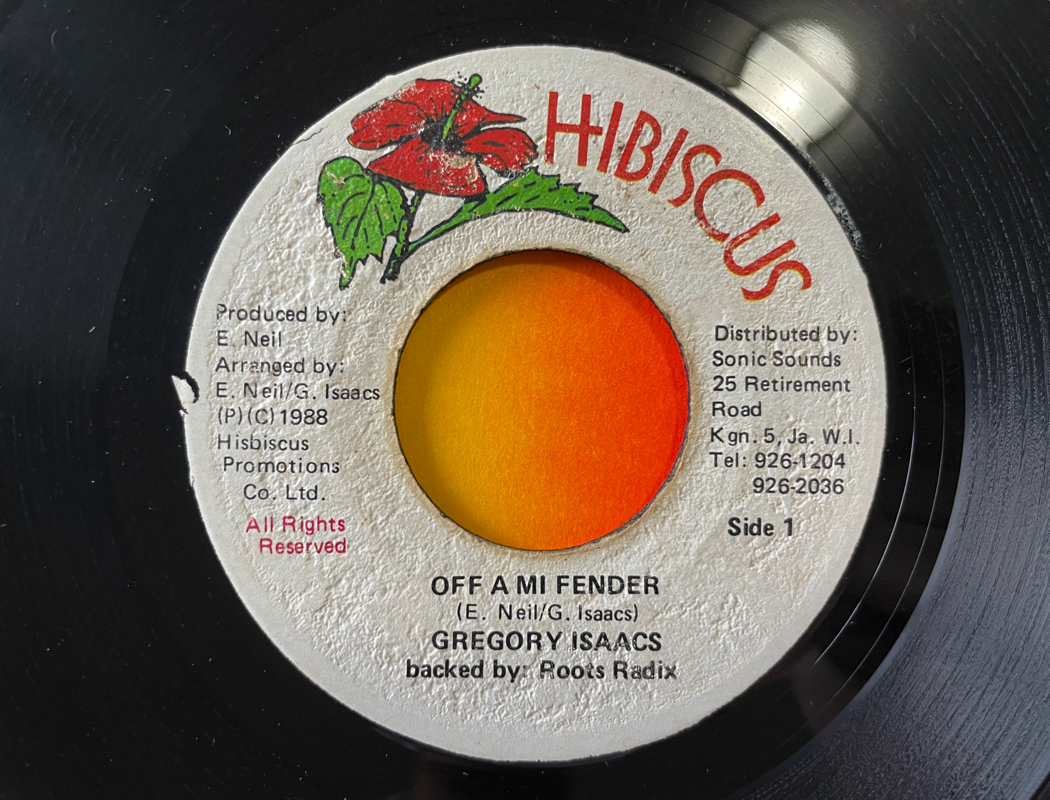 HIBISCUS
Produced by:
E. Neil
Arranged by:
E. Neil/G. Isaacs
(P)(C)1988
Hisbiscus
Promotions
Co. Ltd.
All Rights
Reserved
Distributed by:
Sonic Sounds
25 Retirement
Road
Kgn. 5, Ja. W.I.
Tel: 926-1204
926-2036
Side 1
OFF A MI FENDER
(E. Neil/G. Isaacs)
GREGORY ISAACS
backed by: Roots Radix